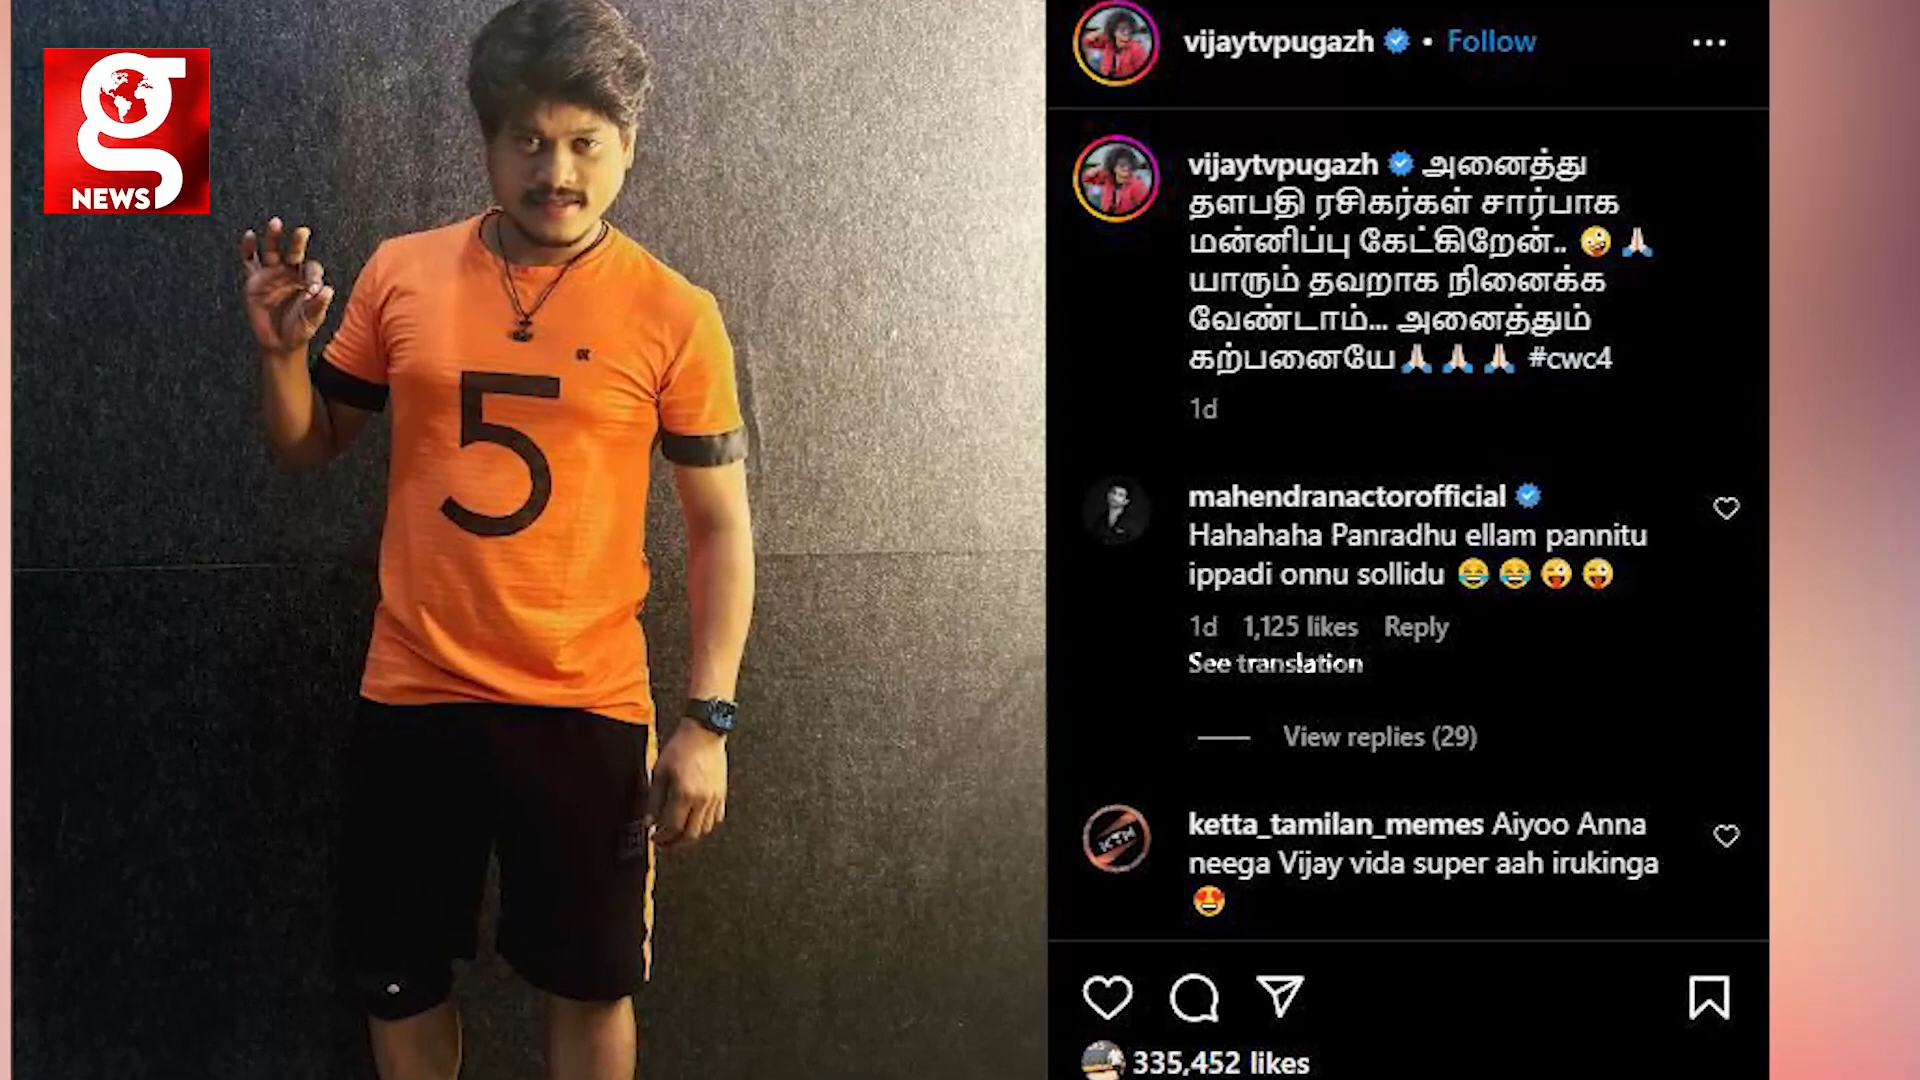 g
NEWS
5
vijaytvpugazh • Follow
vijaytvpugazh அனைத்து
தளபதி ரசிகர்கள் சார்பாக
மன்னிப்பு கேட்கிறேன்.. 🤪🙏🏻
யாரும் தவறாக நினைக்க
வேண்டாம்... அனைத்தும்
கற்பனையே🙏🏻🙏🏻🙏🏻 #cwc4
1d
mahendranactorofficial
Hahahaha Panradhu ellam pannitu
ippadi onnu sollidu 😂😂😜😜
1d 1,125 likes Reply
See translation
View replies (29)
ketta_tamilan_memes Aiyoo Anna
neega Vijay vida super aah irukinga
😍
335,452 likes